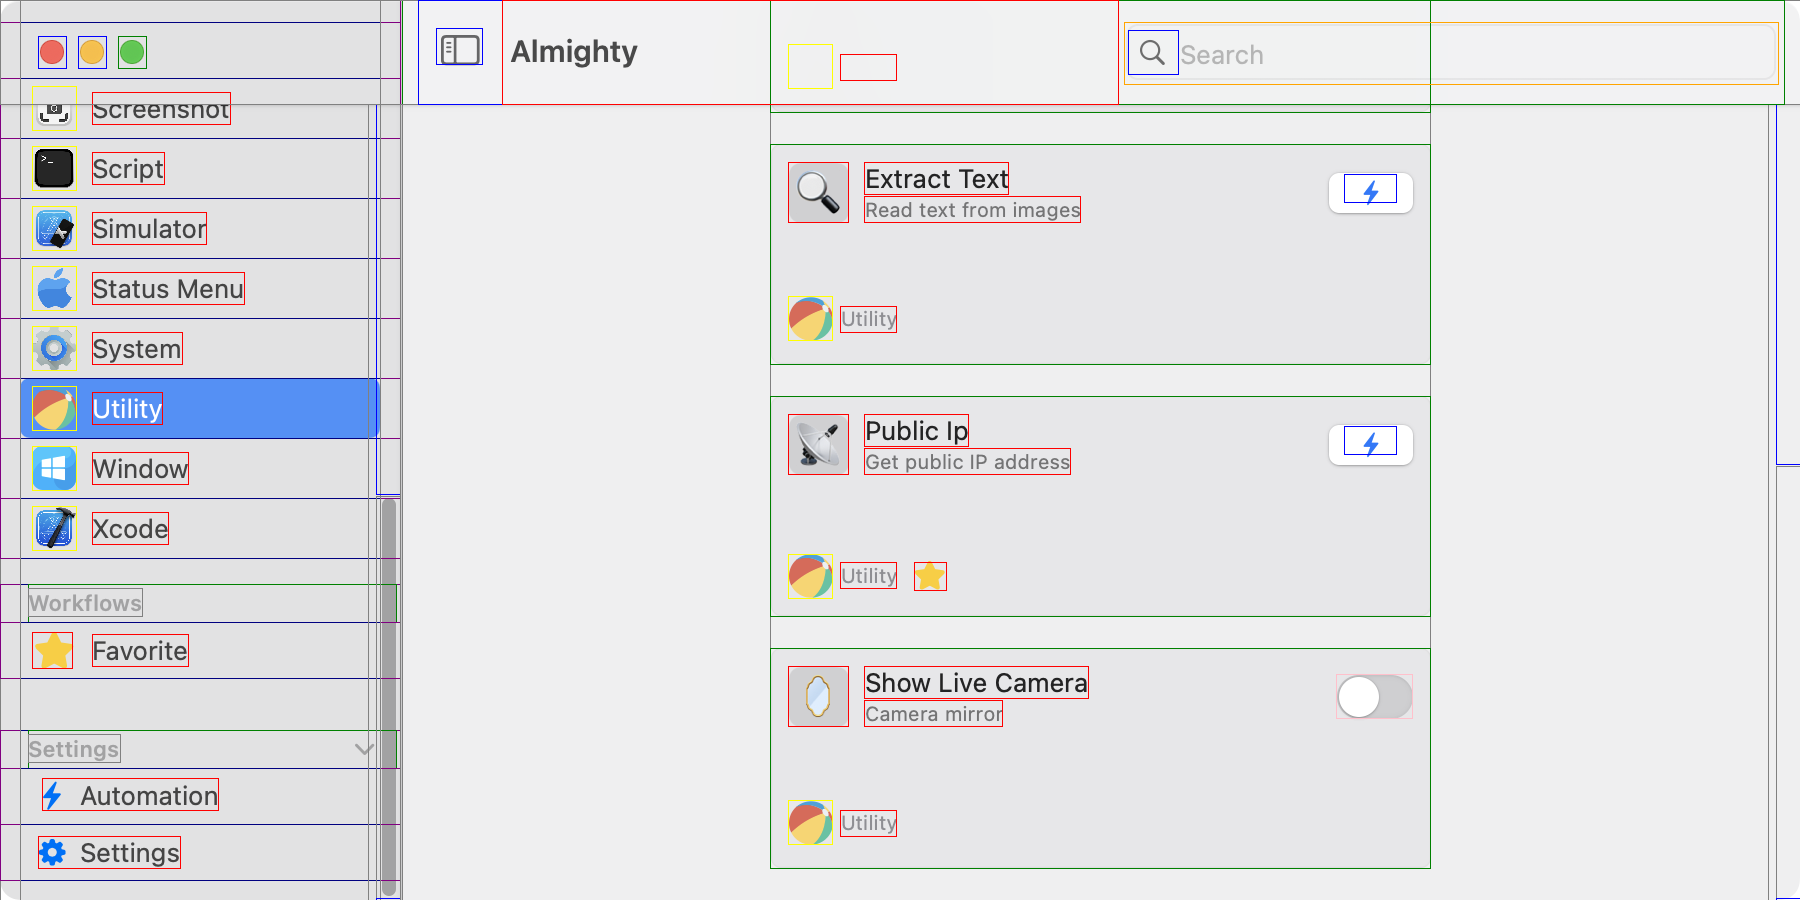 Almighty
Search
Screenshot
Script
Simulator
Status Menu
System
Utility
Window
Xcode
Workflows
Favorite
Settings
Automation
Settings
Extract Text
Read text from images
Utility
Public Ip
Get public IP address
Utility
Show Live Camera
Camera mirror
Utility